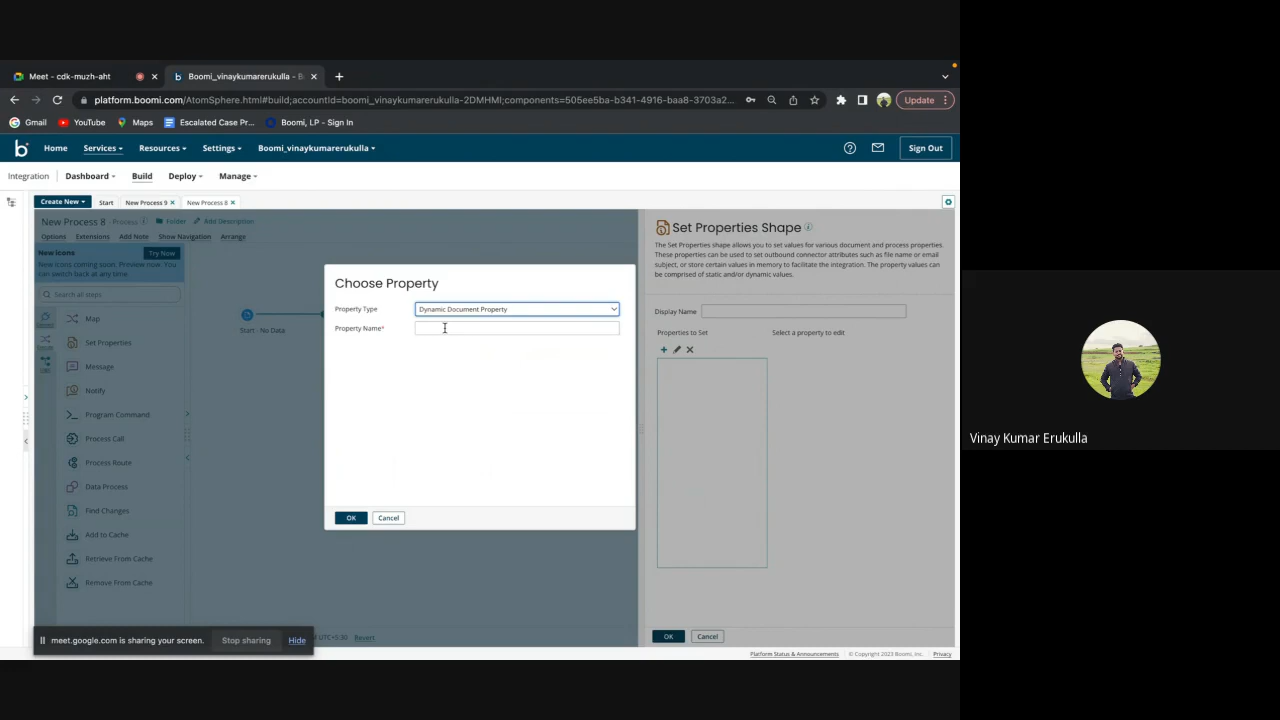 Meet - cdk-muzh-aht
Boomi_vinaykumarerukulla - B
platform.boomi.com/AtomSphere.html#build;accountId=boomi_vinaykumarerukulla-2DMHMI;components=505ee5ba-b341-4916-baa8-3703a2...
Update
Gmail YouTube Maps Escalated Case Pr... Boomi, LP - Sign In
Home Services Resources Settings Boomi_vinaykumarerukulla Sign Out
Integration Dashboard Build Deploy Manage
Create New Start New Process 9 New Process 8
New Process 8 - Process Folder Add Description
Options Extensions Add Note Show Navigation Arrange
New icons
Try Now
New icons coming soon. Preview now. You
can switch back at any time.
Search all steps
Map
Set Properties
Message
Notify
Program Command
Process Call
Process Route
Data Process
Find Changes
Add to Cache
Retrieve From Cache
Remove From Cache
Start - No Data
Choose Property
Property Type Dynamic Document Property
Property Name*
OK Cancel
Set Properties Shape
The Set Properties shape allows you to set values for various document and process properties.
These properties can be used to set outbound connector attributes such as file name or email
subject, or store certain values in memory to facilitate the integration. The property values can
be comprised of static and/or dynamic values.
Display Name
Properties to Set Select a property to edit
OK Cancel
meet.google.com is sharing your screen. Stop sharing Hide
UTC+5:30 Revert
Platform Status & Announcements © Copyright 2023 Boomi, Inc. Privacy
Vinay Kumar Erukulla